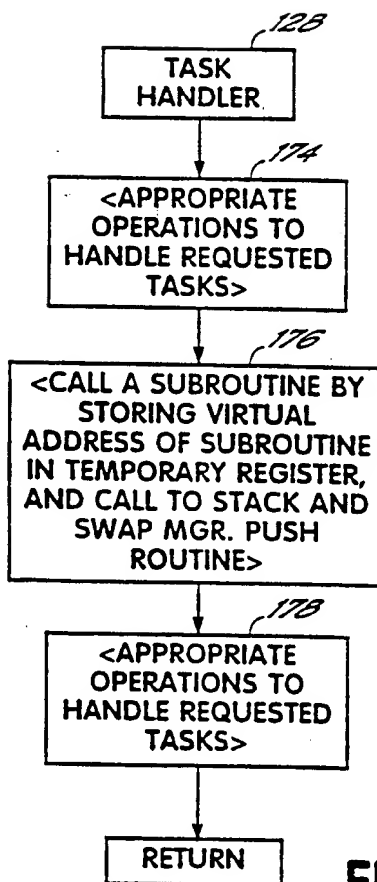 128
TASK
HANDLER
174
<APPROPRIATE
OPERATIONS TO
HANDLE REQUESTED
TASKS>
176
<CALL A SUBROUTINE BY
STORING VIRTUAL
ADDRESS OF SUBROUTINE
IN TEMPORARY REGISTER,
AND CALL TO STACK AND
SWAP MGR. PUSH
ROUTINE>
178
<APPROPRIATE
OPERATIONS TO
HANDLE REQUESTED
TASKS>
RETURN